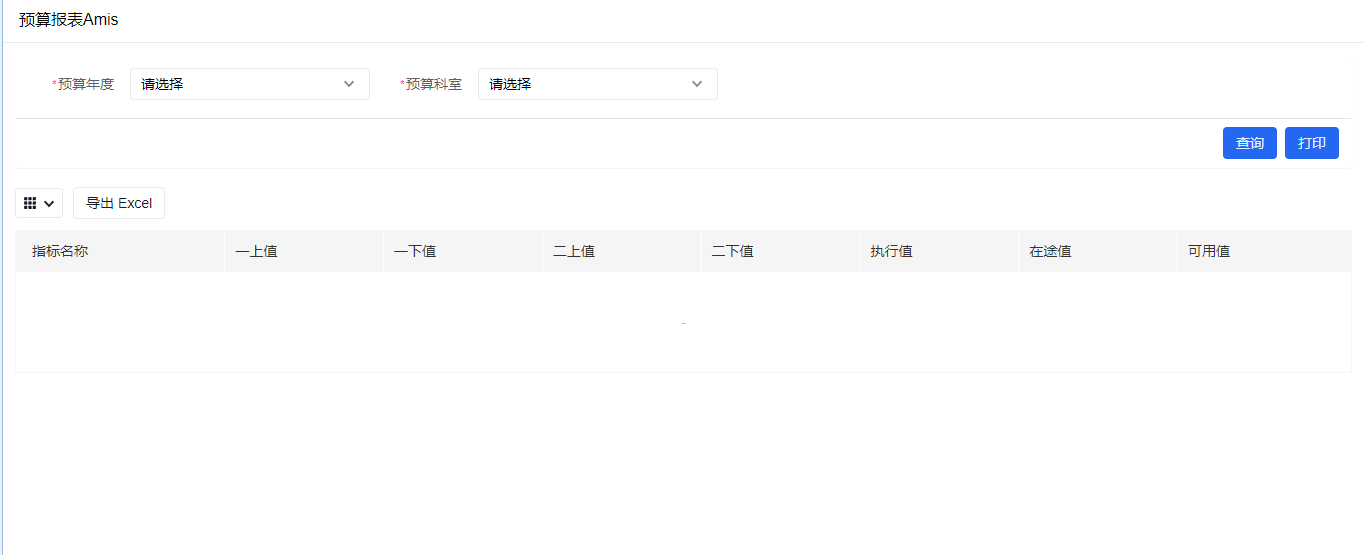 预算报表Amis
*预算年度 请选择 *预算科室 请选择
查询 打印
导出 Excel
指标名称 一上值 一下值 二上值 二下值 执行值 在途值 可用值
-